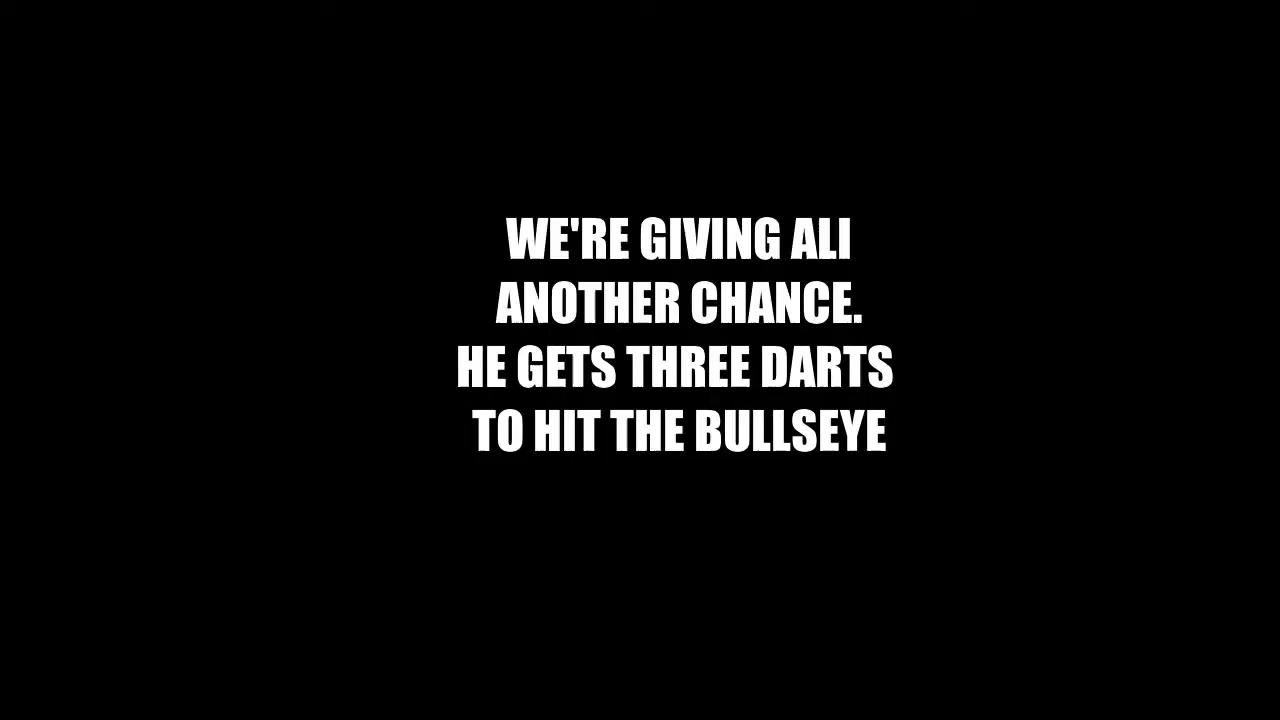 WE'RE GIVING ALI
ANOTHER CHANCE.
HE GETS THREE DARTS
TO HIT THE BULLSEYE